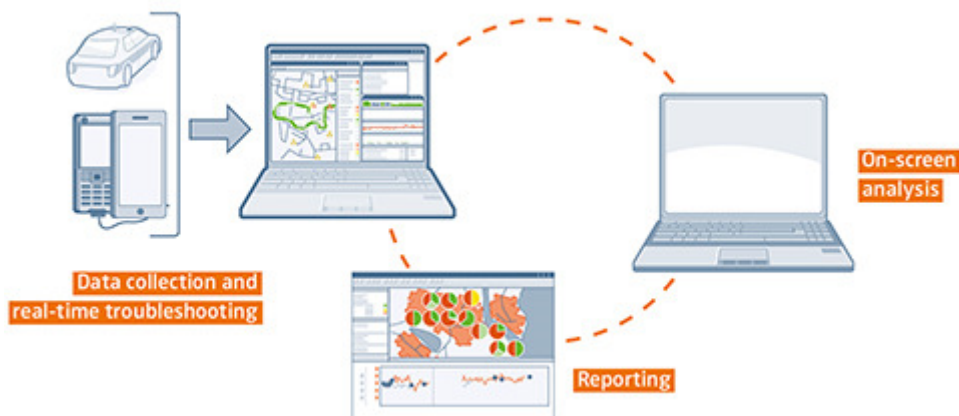 On-screen
analysis
Data collection and
real-time troubleshooting
Reporting